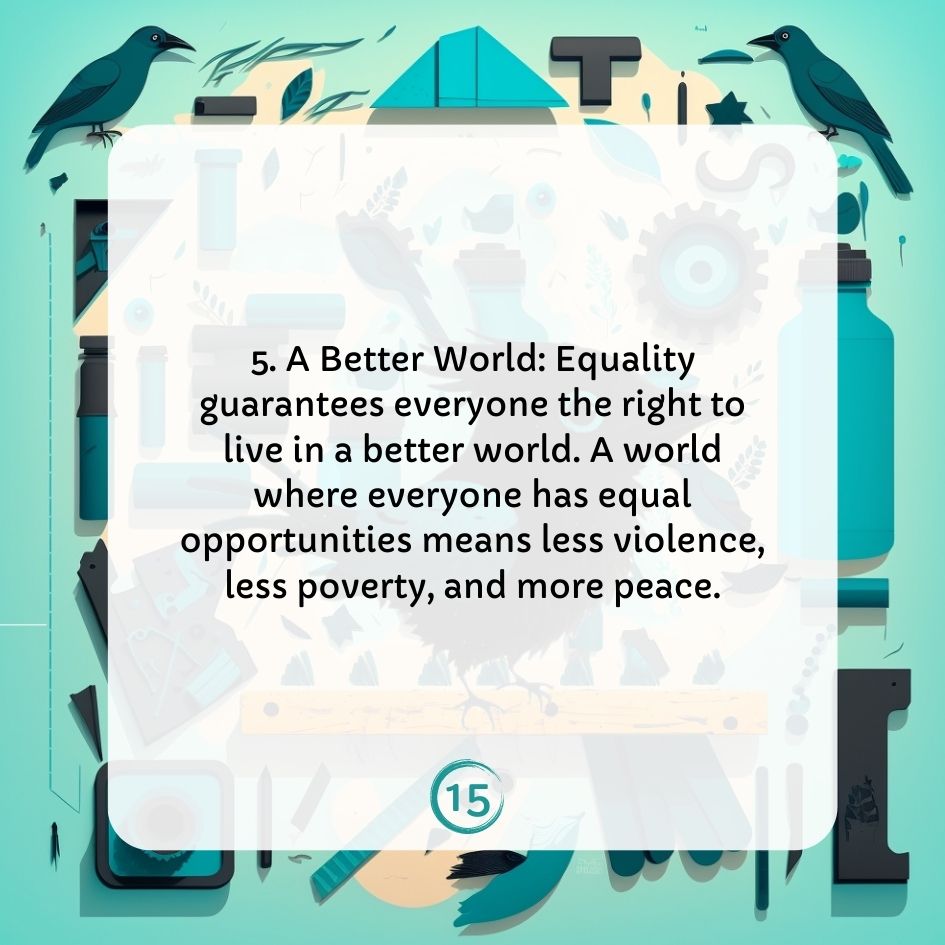 5. A Better World: Equality
guarantees everyone the right to
live in a better world. A world
where everyone has equal
opportunities means less violence,
less poverty, and more peace.
15